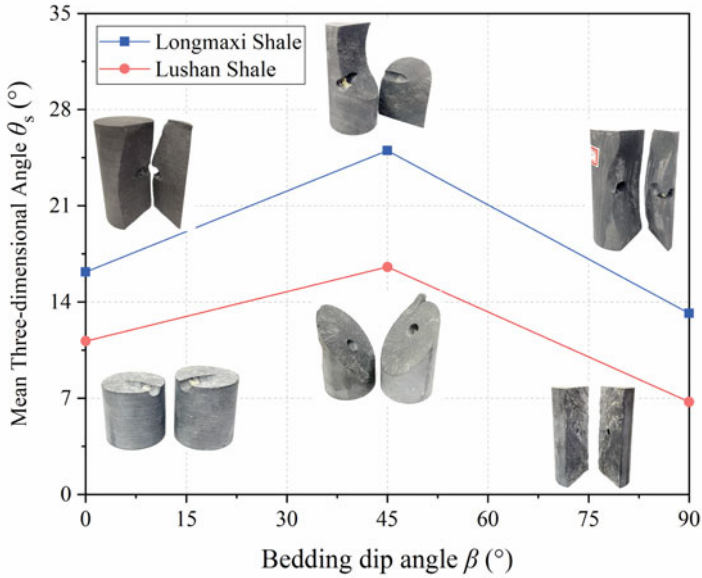 35
28
21
14
7
0
Mean Three-dimensional Angle θs (°)
Longmaxi Shale
Lushan Shale
0 15 30 45 60 75 90
Bedding dip angle β (°)